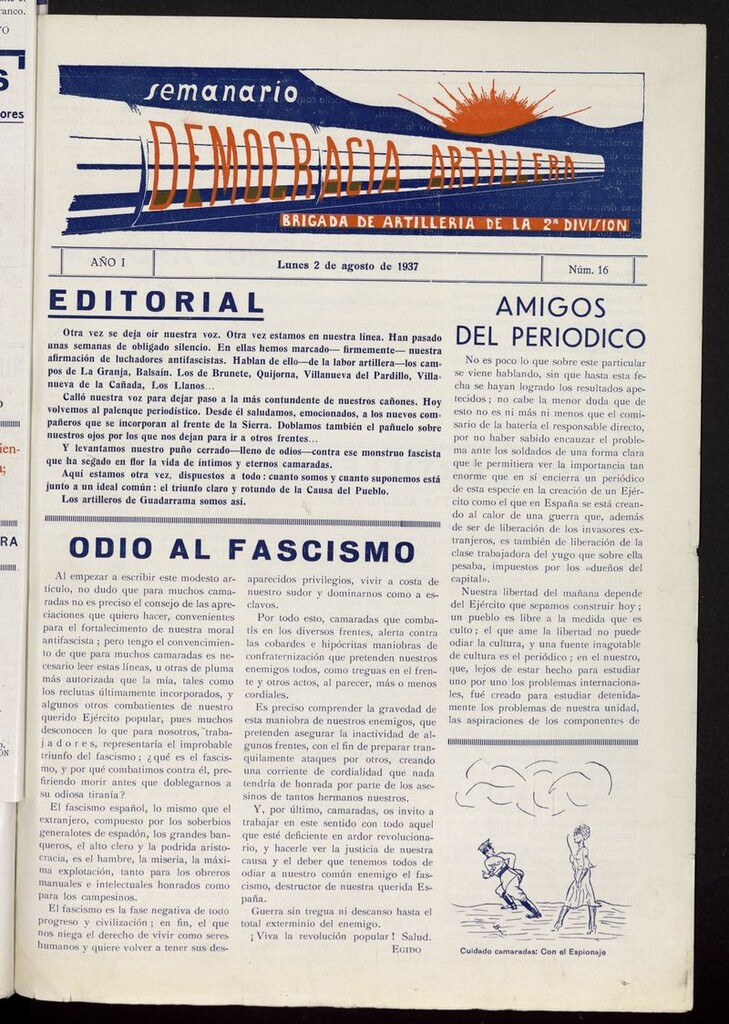 semanario
DEMOCRACIA ARTILLERA
BRIGADA DE ARTILLERIA DE LA 2ª DIVISION
AÑO I
Lunes 2 de agosto de 1937
Núm. 16
EDITORIAL
Otra vez se deja oír nuestra voz. Otra vez estamos en nuestra línea. Han pasado
unas semanas de obligado silencio. En ellas hemos marcado— firmemente— nuestra
afirmación de luchadores antifascistas. Hablan de ello—de la labor artillera—los cam-
pos de La Granja, Balsaín. Los de Brunete, Quijorna, Villanueva del Pardillo, Villa-
nueva de la Cañada, Los Llanos...
Calló nuestra voz para dejar paso a la más contundente de nuestros cañones. Hoy
volvemos al palenque periodístico. Desde él saludamos, emocionados, a los nuevos com-
pañeros que se incorporan al frente de la Sierra. Doblamos también el pañuelo sobre
nuestros ojos por los que nos dejan para ir a otros frentes...
Y levantamos nuestro puño cerrado—lleno de odios—contra ese monstruo fascista
que ha segado en flor la vida de íntimos y eternos camaradas.
Aquí estamos otra vez, dispuestos a todo: cuanto somos y cuanto suponemos está
junto a un ideal común: el triunfo claro y rotundo de la Causa del Pueblo.
Los artilleros de Guadarrama somos así.
ODIO AL FASCISMO
Al empezar a escribir este modesto ar-
tículo, no dudo que para muchos cama-
radas no es preciso el consejo de las apre-
ciaciones que quiero hacer, convenientes
para el fortalecimiento de nuestra moral
antifascista; pero tengo el convencimien-
to de que para muchos camaradas es ne-
cesario leer estas líneas, u otras de pluma
más autorizada que la mía, tales como
los reclutas últimamente incorporados, y
algunos otros combatientes de nuestro
querido Ejército popular, pues muchos
desconocen lo que para nosotros, traba-
jadores, representaría el improbable
triunfo del fascismo; ¿qué es el fascis-
mo, y por qué combatimos contra él, pre-
firiendo morir antes que doblegarnos a
su odiosa tiranía?
El fascismo español, lo mismo que el
extranjero, compuesto por los soberbios
generalotes de espadón, los grandes ban-
queros, el alto clero y la podrida aristo-
cracia, es el hambre, la miseria, la máxi-
ma explotación, tanto para los obreros
manuales e intelectuales honrados como
para los campesinos.
El fascismo es la fase negativa de todo
progreso y civilización; en fin, el que
nos niega el derecho de vivir como seres
humanos y quiere volver a tener sus des-
aparecidos privilegios, vivir a costa de
nuestro sudor y dominarnos como a es-
clavos.
Por todo esto, camaradas que comba-
tís en los diversos frentes, alerta contra
las cobardes e hipócritas maniobras de
confraternización que pretenden nuestros
enemigos todos, como treguas en el fren-
te y otros actos, al parecer, más o menos
cordiales.
Es preciso comprender la gravedad de
esta maniobra de nuestros enemigos, que
pretenden asegurar la inactividad de al-
gunos frentes, con el fin de preparar tran-
quilamente ataques por otros, creando
una corriente de cordialidad que nada
tendría de honrada por parte de los ase-
sinos de tantos hermanos nuestros.
Y, por último, camaradas, os invito a
trabajar en este sentido con todo aquel
que esté deficiente en ardor revolucionа-
rio, y hacerle ver la justicia de nuestra
causa y el deber que tenemos todos de
odiar a nuestro común enemigo el fas-
cismo, destructor de nuestra querida Es-
paña.
Guerra sin tregua ni descanso hasta el
total exterminio del enemigo.
¡Viva la revolución popular! Salud.
EGIDO
AMIGOS
DEL PERIODICO
No es poco lo que sobre este particular
se viene hablando, sin que hasta esta fe-
cha se hayan logrado los resultados ape-
tecidos; no cabe la menor duda que de
esto no es ni más ni menos que el comi-
sario de la batería el responsable directo,
por no haber sabido encauzar el proble-
ma ante los soldados de una forma clara
que le permitiera ver la importancia tan
enorme que en sí encierra un periódico
de esta especie en la creación de un Ejér-
cito como el que en España se está crean-
do al calor de una guerra que, además
de ser de liberación de los invasores ex-
tranjeros, es también de liberación de la
clase trabajadora del yugo que sobre ella
pesaba, impuestos por los «dueños del
capital».
Nuestra libertad del mañana depende
del Ejército que sepamos construir hoy;
un pueblo es libre a la medida que es
culto; el que ame la libertad no puede
odiar la cultura, y una fuente inagotable
de cultura es el periódico; en el nuestro,
que, lejos de estar hecho para estudiar
uno por uno los problemas internaciona-
les, fué creado para estudiar detenida-
mente los problemas de nuestra unidad,
las aspiraciones de los componentes de
Cuidado camaradas: Con el Espionaje